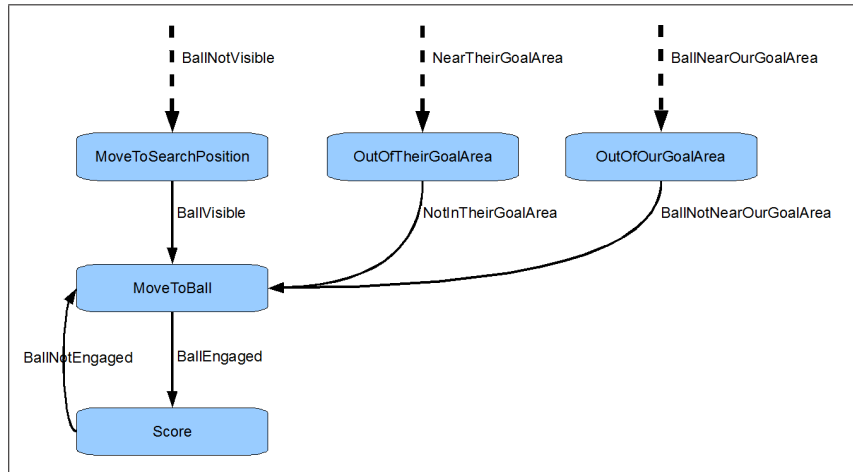 BallNotVisible
NearTheirGoalArea
BallNearOurGoalArea
MoveToSearchPosition
OutOfTheirGoalArea
OutOfOurGoalArea
BallVisible
NotInTheirGoalArea
BallNotNearOurGoalArea
MoveToBall
BallNotEngaged
BallEngaged
Score